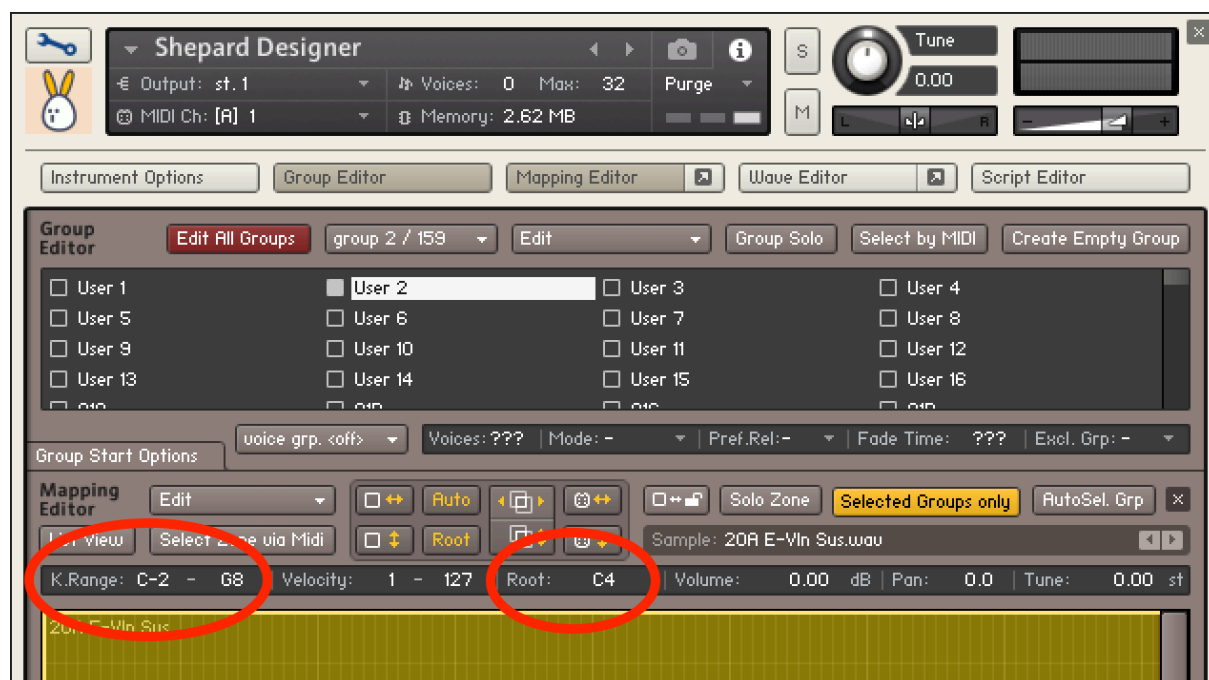 Shepard Designer
S
Tune
0.00
Output: st. 1
Voices: 0 Max: 32
Purge
MIDI Ch: [A] 1
Memory: 2.62 MB
M
L R
- +
Instrument Options
Group Editor
Mapping Editor
Wave Editor
Script Editor
Group Editor
Edit All Groups
group 2 / 159
Edit
Group Solo
Select by MIDI
Create Empty Group
User 1
User 2
User 3
User 4
User 5
User 6
User 7
User 8
User 9
User 10
User 11
User 12
User 13
User 14
User 15
User 16
voice grp. <off>
Voices: ??? | Mode: - | Pref.Rel:- | Fade Time: ??? | Excl. Grp: -
Group Start Options
Mapping Editor
Edit
Auto
Solo Zone
Selected Groups only
AutoSel. Grp
List View
Select Zone via Midi
Root
Sample: 20A E-Vln Sus.wav
K.Range: C-2 - G8 | Velocity: 1 - 127 | Root: C4 | Volume: 0.00 dB | Pan: 0.0 | Tune: 0.00 st
20A E-Vln Sus